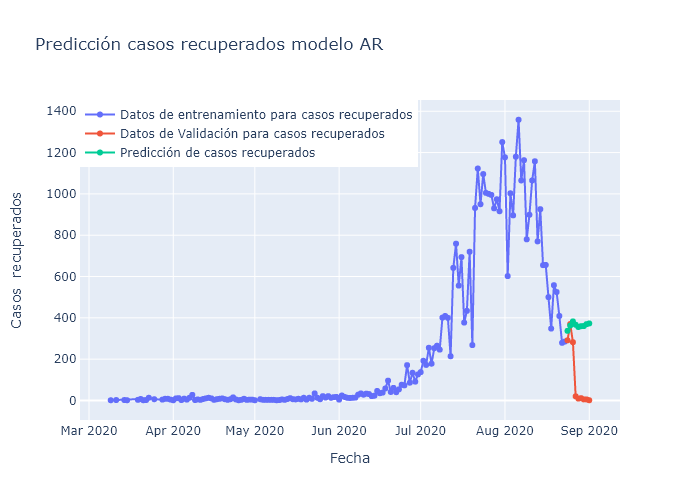 Predicción casos recuperados modelo AR
Datos de entrenamiento para casos recuperados
Datos de Validación para casos recuperados
Predicción de casos recuperados
Casos recuperados
1400
1200
1000
800
600
400
200
0
Mar 2020 Apr 2020 May 2020 Jun 2020 Jul 2020 Aug 2020 Sep 2020
Fecha